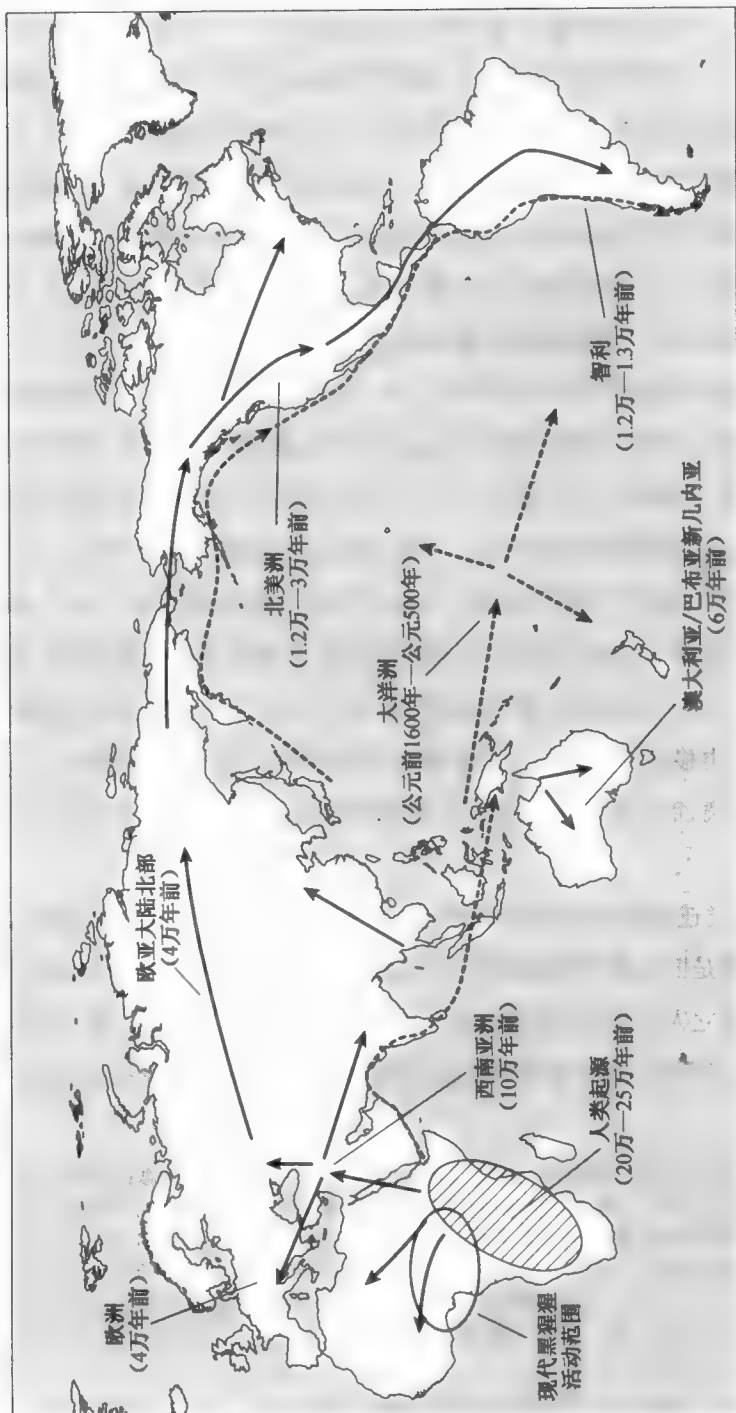 欧洲
(4万年前)
欧亚大陆北部
(4万年前)
西南亚洲
(10万年前)
现代黑猩猩
活动范围
人类起源
(20万—25万年前)
大洋洲
(公元前1600年—公元500年)
澳大利亚/巴布亚新几内亚
(6万年前)
北美洲
(1.2万—3万年前)
智利
(1.2万—1.3万年前)